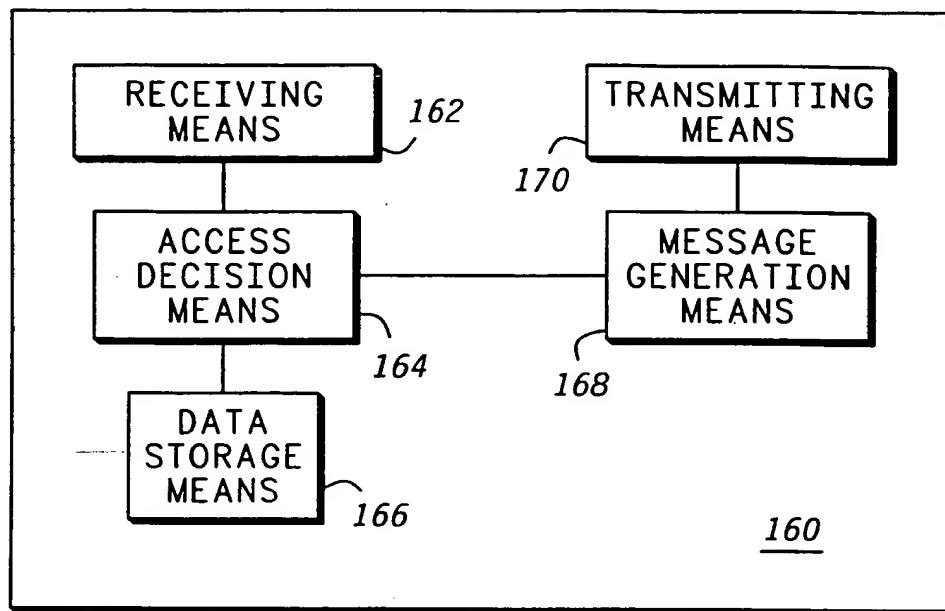 RECEIVING
MEANS
162
TRANSMITTING
MEANS
170
ACCESS
DECISION
MEANS
164
MESSAGE
GENERATION
MEANS
168
DATA
STORAGE
MEANS
166
160